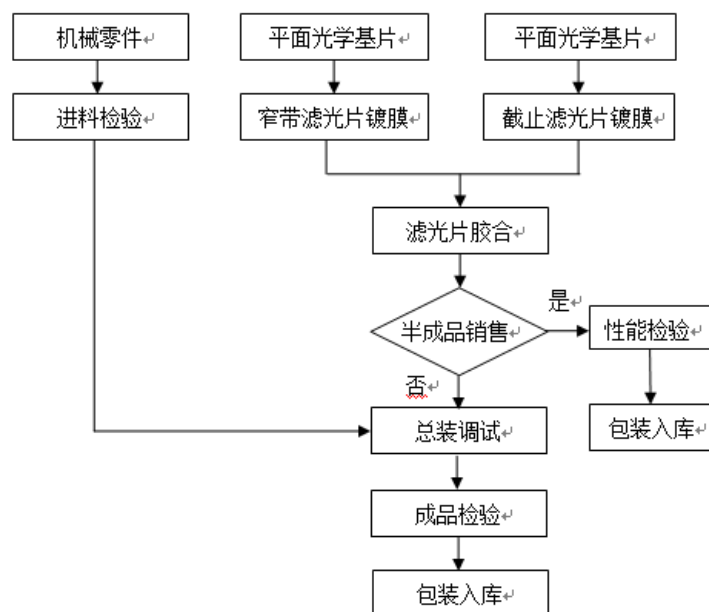 机械零件
平面光学基片
平面光学基片
进料检验
窄带滤光片镀膜
截止滤光片镀膜
滤光片胶合
半成品销售
是
性能检验
否
总装调试
包装入库
成品检验
包装入库